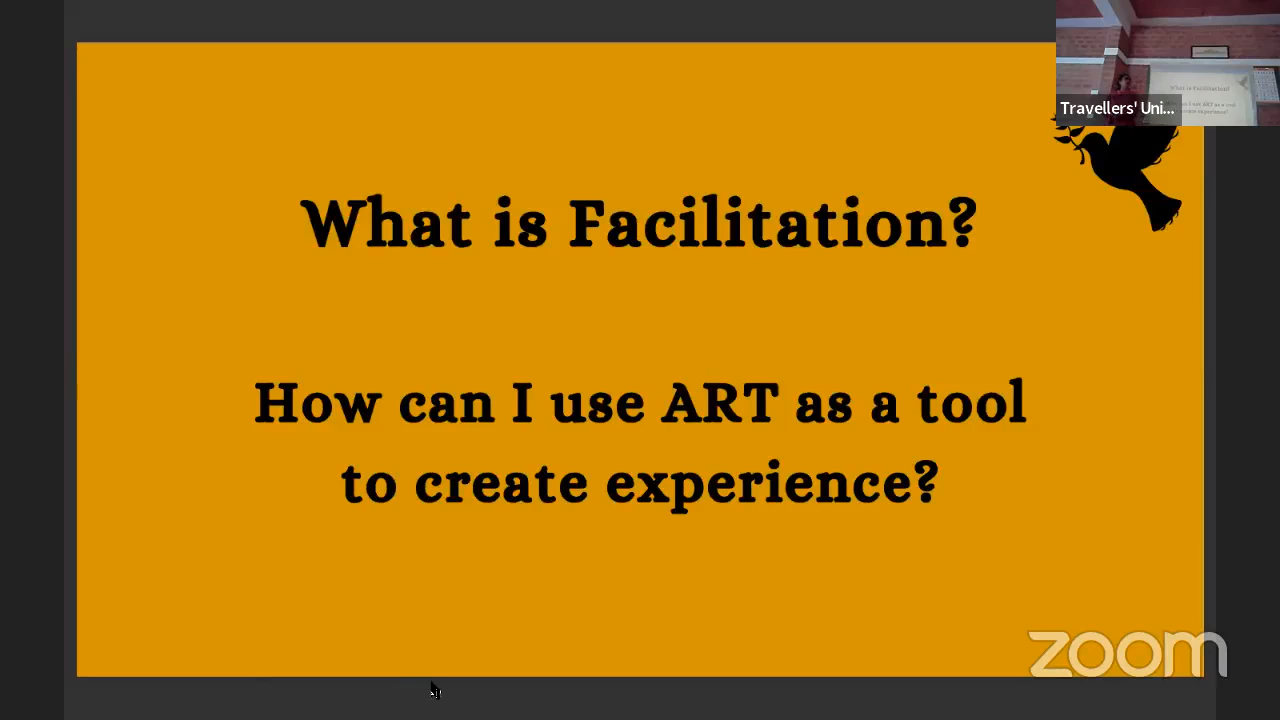 What is Facilitation?
How can I use ART as a tool
to create experience?
Travellers' Uni...
zoom